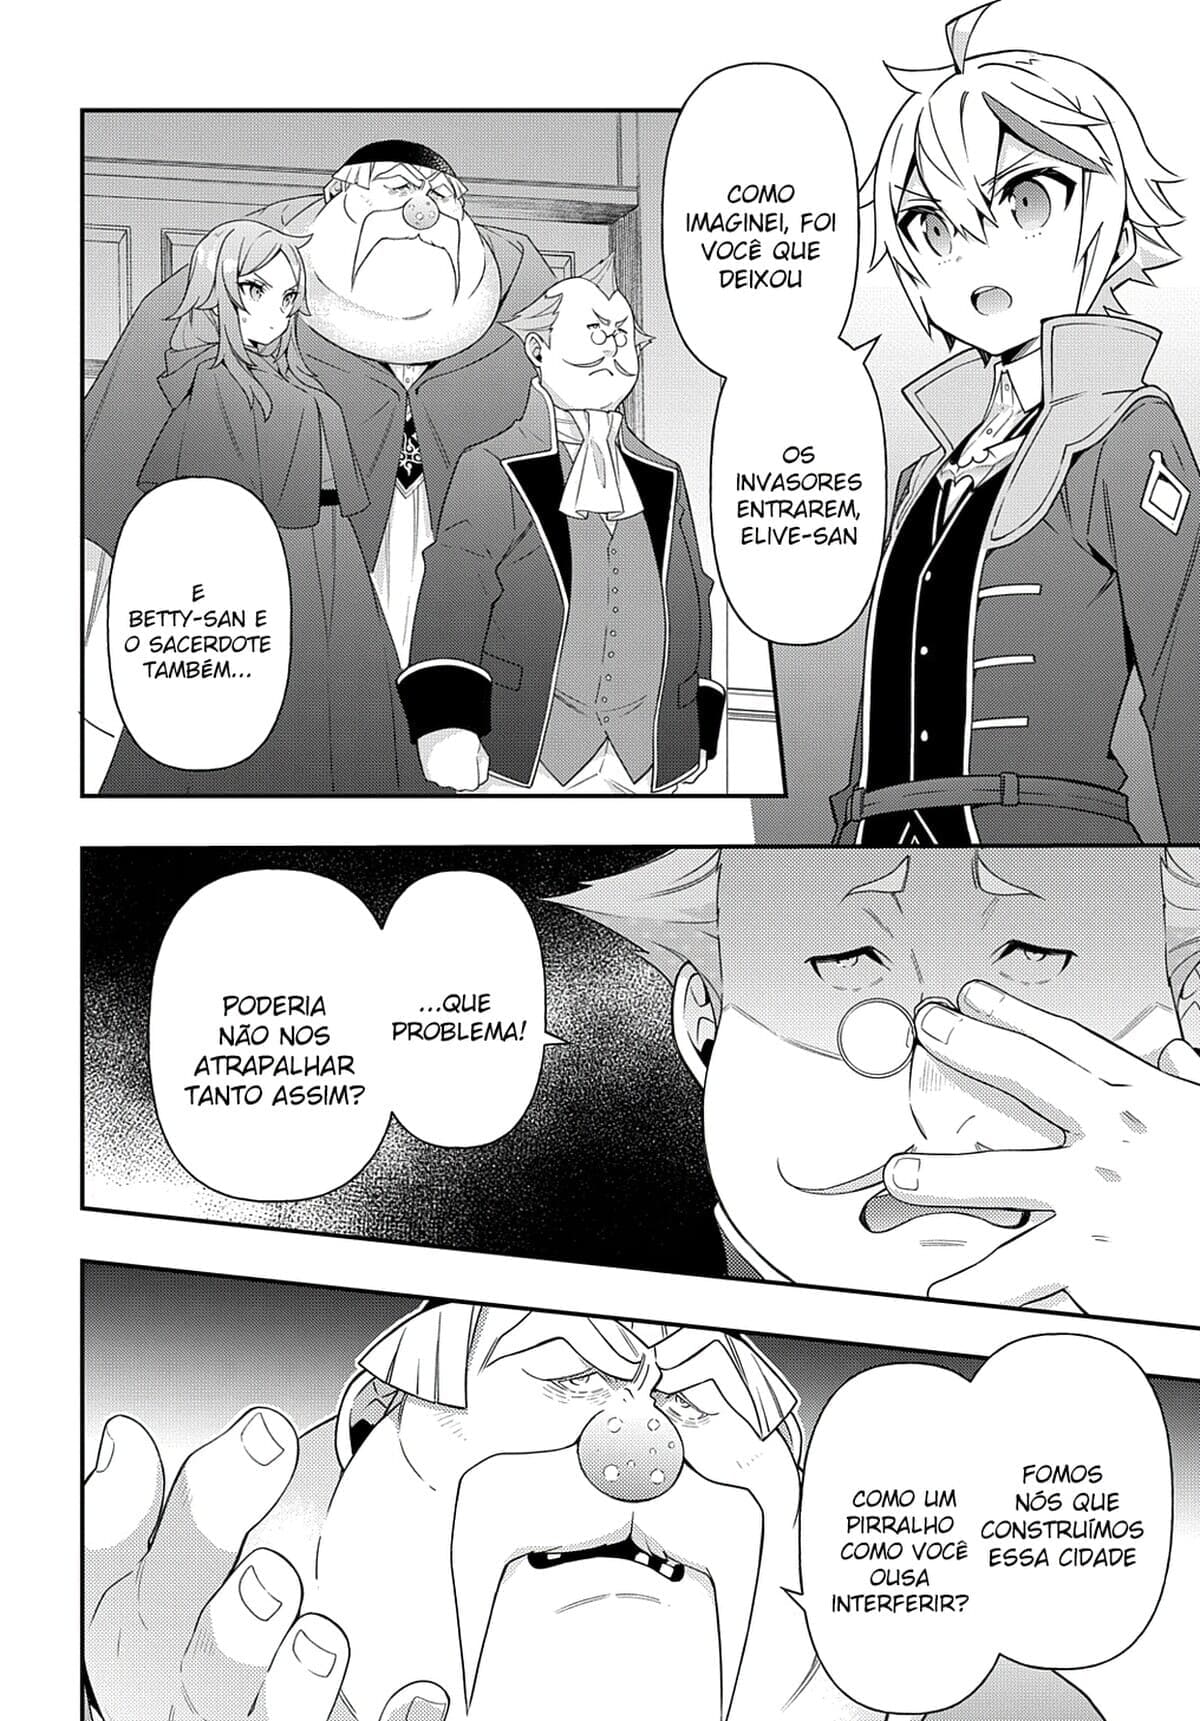 COMO
IMAGINEI, FOI
VOCÊ QUE
DEIXOU
OS
INVASORES
ENTRAREM,
ELIVE-SAN
E
BETTY-SAN E
O SACERDOTE
TAMBÉM...
...QUE
PROBLEMA!
PODERIA
NÃO NOS
ATRAPALHAR
TANTO ASSIM?
FOMOS
NÓS QUE
CONSTRUÍMOS
ESSA CIDADE
COMO UM
PIRRALHO
COMO VOCÊ
OUSA
INTERFERIR?